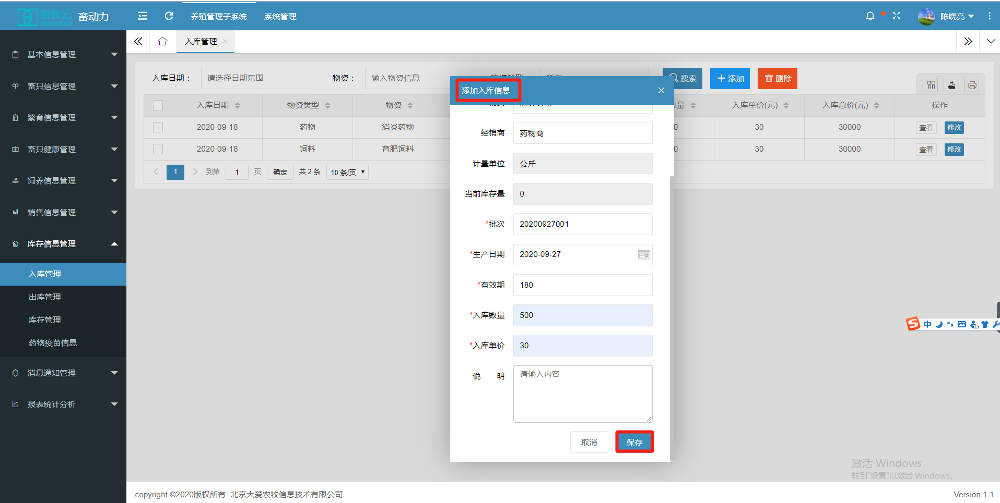 爱牧云
emarcloud
畜动力
养殖管理子系统
系统管理
陈晓亮
基本信息管理
畜只信息管理
繁育信息管理
畜只健康管理
饲养信息管理
销售信息管理
库存信息管理
入库管理
出库管理
库存管理
药物疫苗信息
消息通知管理
报表统计分析
入库管理
入库日期：
请选择日期范围
物资：
输入物资信息
搜索
添加
删除
入库日期 物资类型 物资 量 入库单价(元) 入库总价(元) 操作
2020-09-18 药物 消炎药物 0 30 30000 查看 修改
2020-09-18 饲料 育肥饲料 0 30 30000 查看 修改
1 到第 1 页 确定 共 2 条 10 条/页
添加入库信息
经销商 药物商
计量单位 公斤
当前库存量 0
*批次 20200927001
*生产日期 2020-09-27
*有效期 180
*入库数量 500
*入库单价 30
说 明 请输入内容
取消
保存
中
激活 Windows
转到"设置"以激活 Windows。
copyright ©2020版权所有: 北京大爱农牧信息技术有限公司
Version 1.1